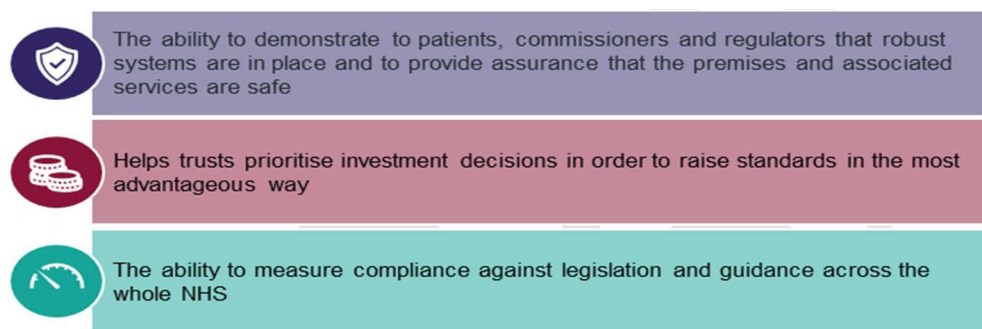 The ability to demonstrate to patients, commissioners and regulators that robust
systems are in place and to provide assurance that the premises and associated
services are safe
Helps trusts prioritise investment decisions in order to raise standards in the most
advantageous way
The ability to measure compliance against legislation and guidance across the
whole NHS